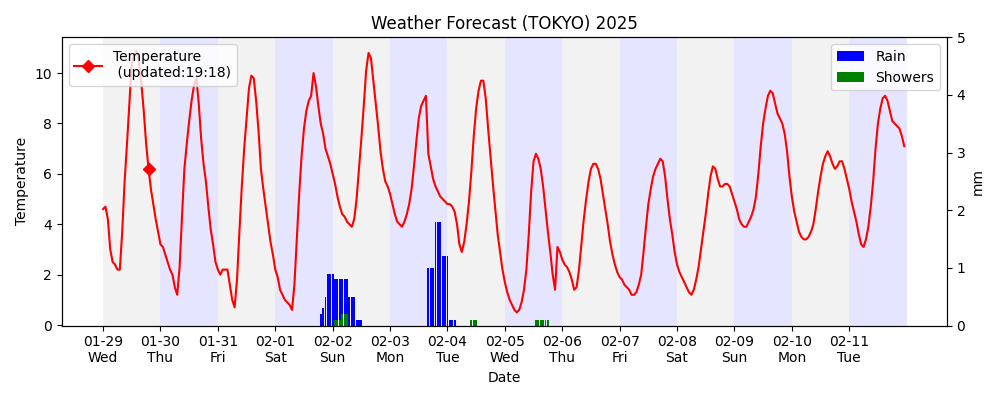 Weather Forecast (TOKYO) 2025
Temperature
(updated:19:18)
Rain
Showers
Temperature
10
8
6
4
2
0
5
4
3
2
1
0
mm
01-29 01-30 01-31 02-01 02-02 02-03 02-04 02-05 02-06 02-07 02-08 02-09 02-10 02-11
Wed Thu Fri Sat Sun Mon Tue Wed Thu Fri Sat Sun Mon Tue
Date